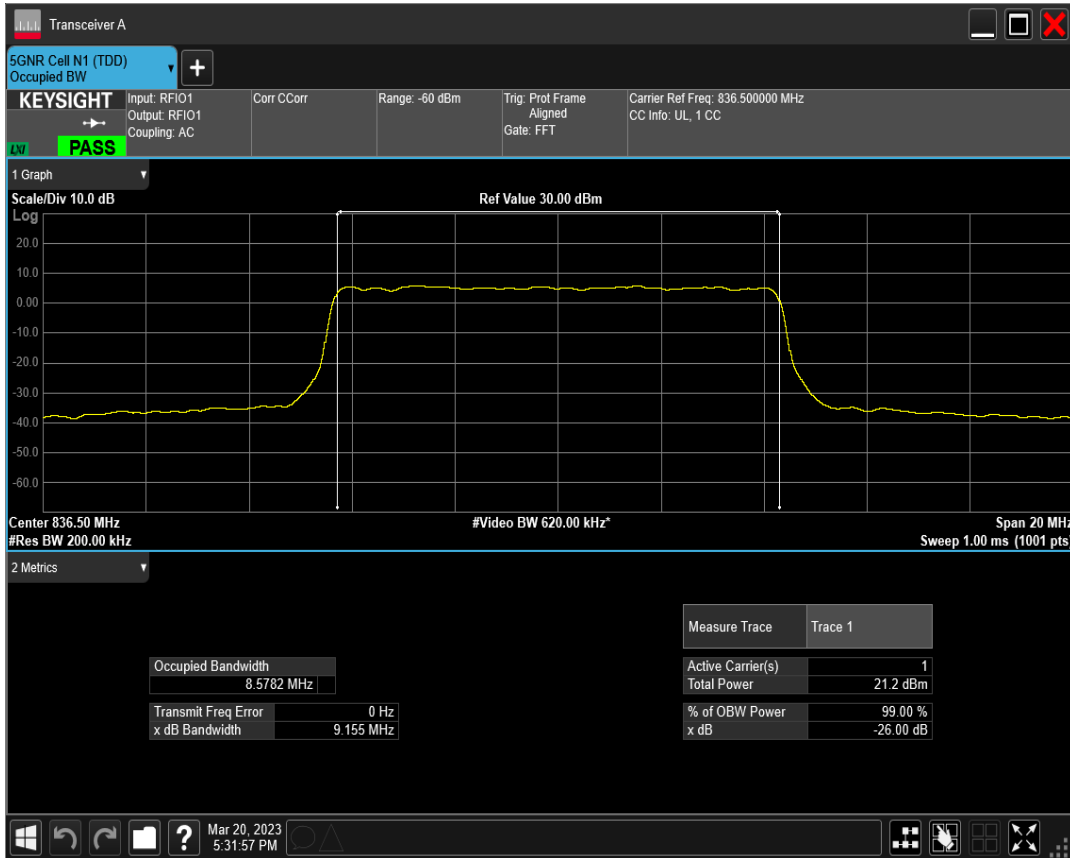 Transceiver A
5GNR Cell N1 (TDD)
Occupied BW
+
KEYSIGHT
LXI
PASS
Input: RFIO1
Output: RFIO1
Coupling: AC
Corr CCorr
Range: -60 dBm
Trig: Prot Frame
Aligned
Gate: FFT
Carrier Ref Freq: 836.500000 MHz
CC Info: UL, 1 CC
1 Graph
Scale/Div 10.0 dB
Ref Value 30.00 dBm
Log
20.0
10.0
0.00
-10.0
-20.0
-30.0
-40.0
-50.0
-60.0
Center 836.50 MHz
#Video BW 620.00 kHz*
Span 20 MHz
#Res BW 200.00 kHz
Sweep 1.00 ms (1001 pts)
2 Metrics
Measure Trace Trace 1
Occupied Bandwidth
8.5782 MHz
Active Carrier(s) 1
Total Power 21.2 dBm
Transmit Freq Error 0 Hz
x dB Bandwidth 9.155 MHz
% of OBW Power 99.00 %
x dB -26.00 dB
?
Mar 20, 2023
5:31:57 PM